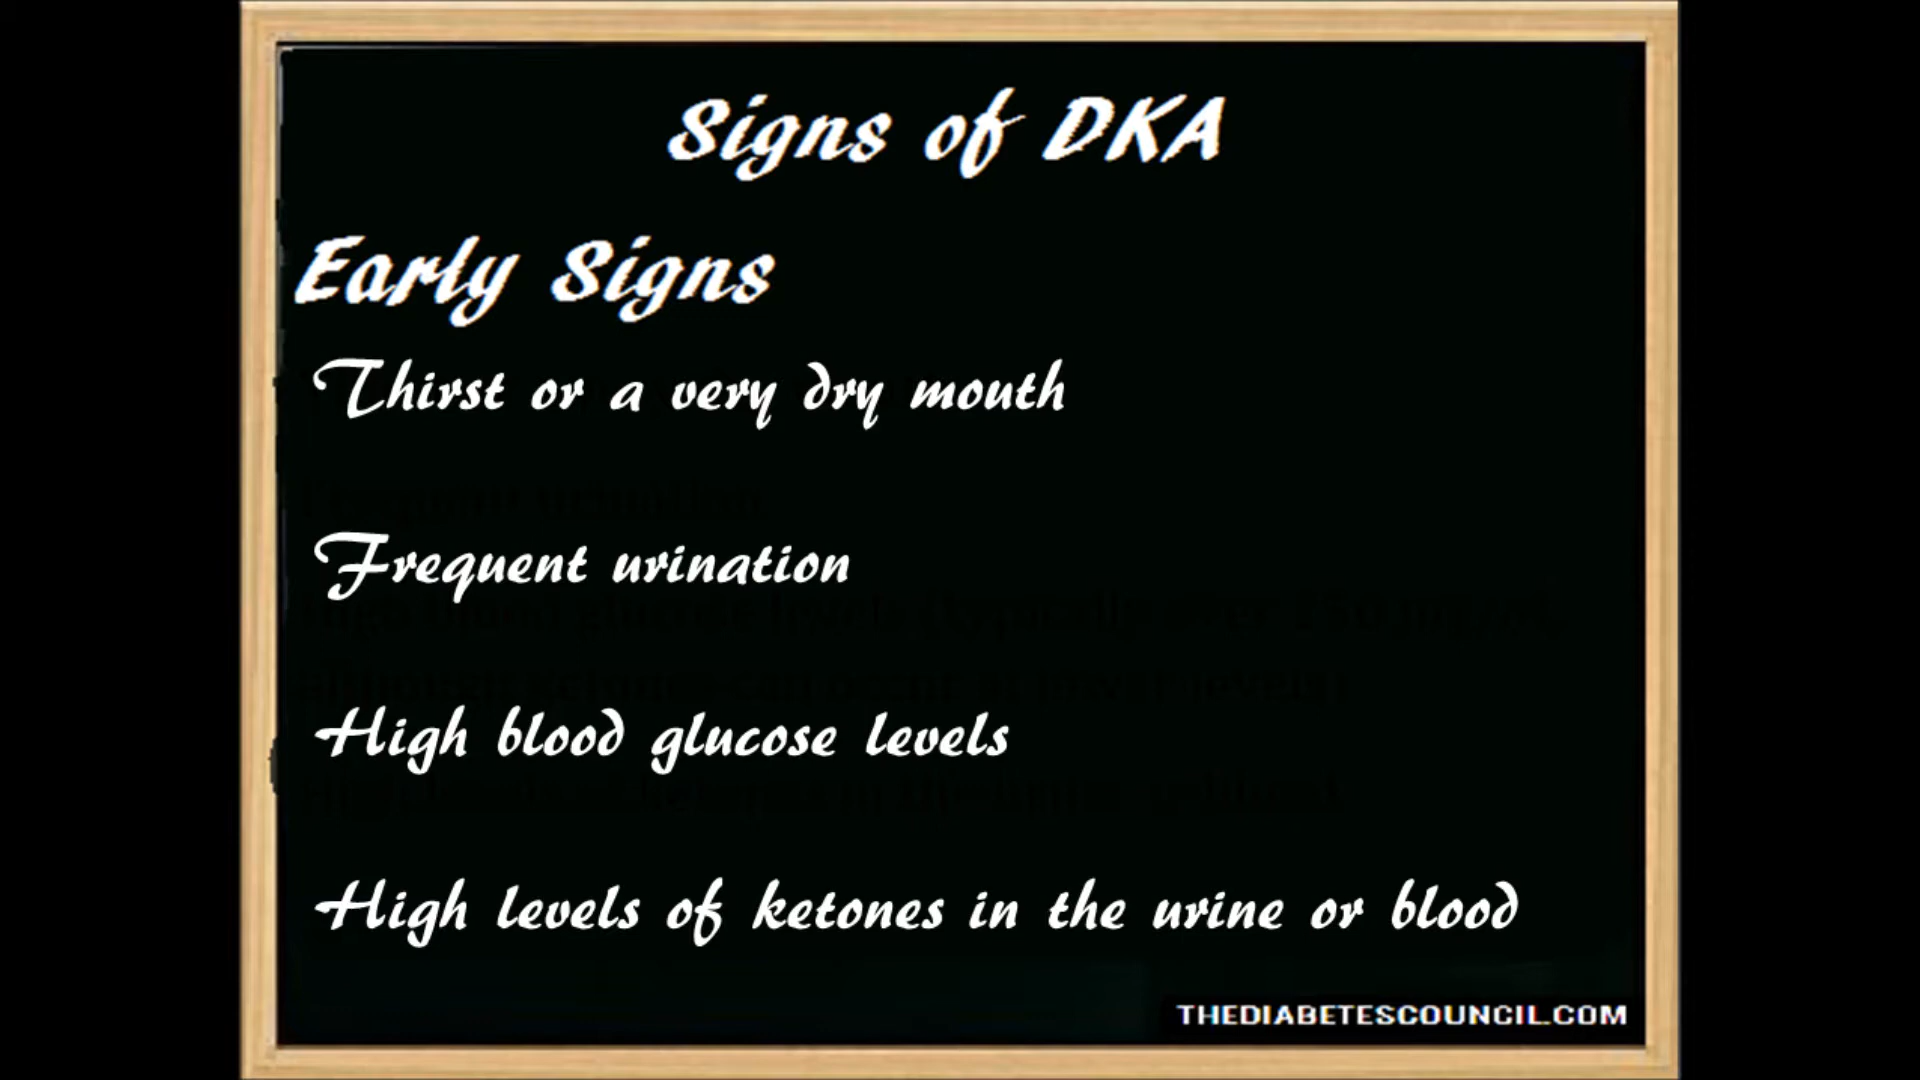 Signs of DKA
Early Signs
Thirst or a very dry mouth
Frequent urination
High blood glucose levels
High levels of ketones in the urine or blood
THEDIABETESCOUNCIL.COM